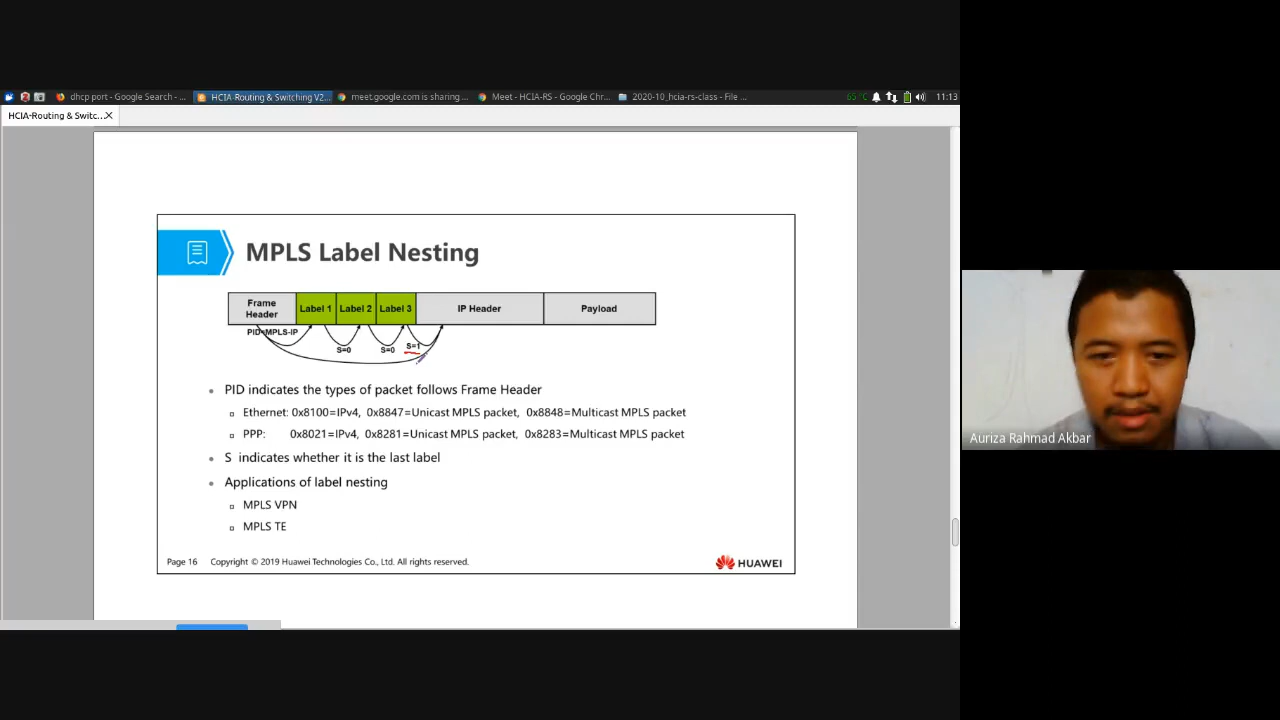 dhcp port - Google Search - ...
HCIA-Routing & Switching V2...
meet.google.com is sharing ...
Meet - HCIA-RS - Google Chr...
2020-10_hcia-rs-class - File ...
65°C
11:13
HCIA-Routing & Switc...
MPLS Label Nesting
Frame Header
Label 1
Label 2
Label 3
IP Header
Payload
PID=MPLS-IP
S=0
S=0
S=1
PID indicates the types of packet follows Frame Header
Ethernet: 0x8100=IPv4, 0x8847=Unicast MPLS packet, 0x8848=Multicast MPLS packet
PPP: 0x8021=IPv4, 0x8281=Unicast MPLS packet, 0x8283=Multicast MPLS packet
S indicates whether it is the last label
Applications of label nesting
MPLS VPN
MPLS TE
Page 16 Copyright © 2019 Huawei Technologies Co., Ltd. All rights reserved.
HUAWEI
Auriza Rahmad Akbar